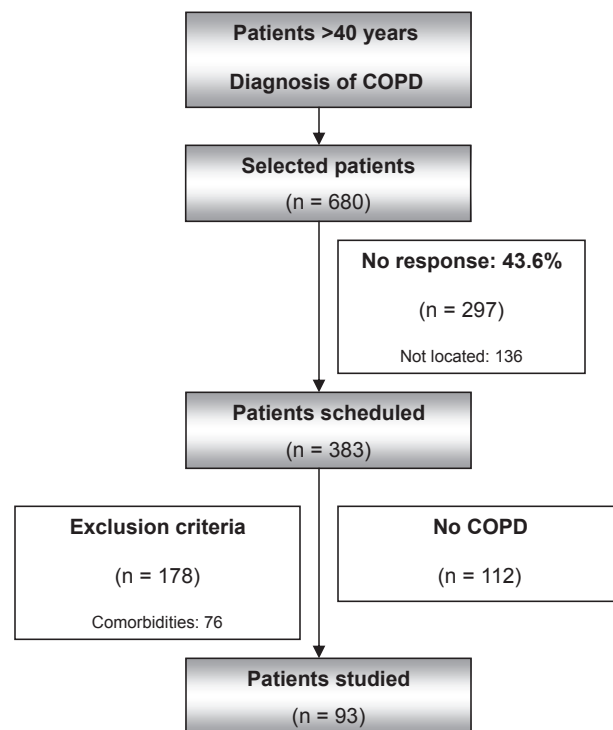 Patients >40 years
Diagnosis of COPD
Selected patients
(n = 680)
No response: 43.6%
(n = 297)
Not located: 136
Patients scheduled
(n = 383)
Exclusion criteria
(n = 178)
Comorbidities: 76
No COPD
(n = 112)
Patients studied
(n = 93)